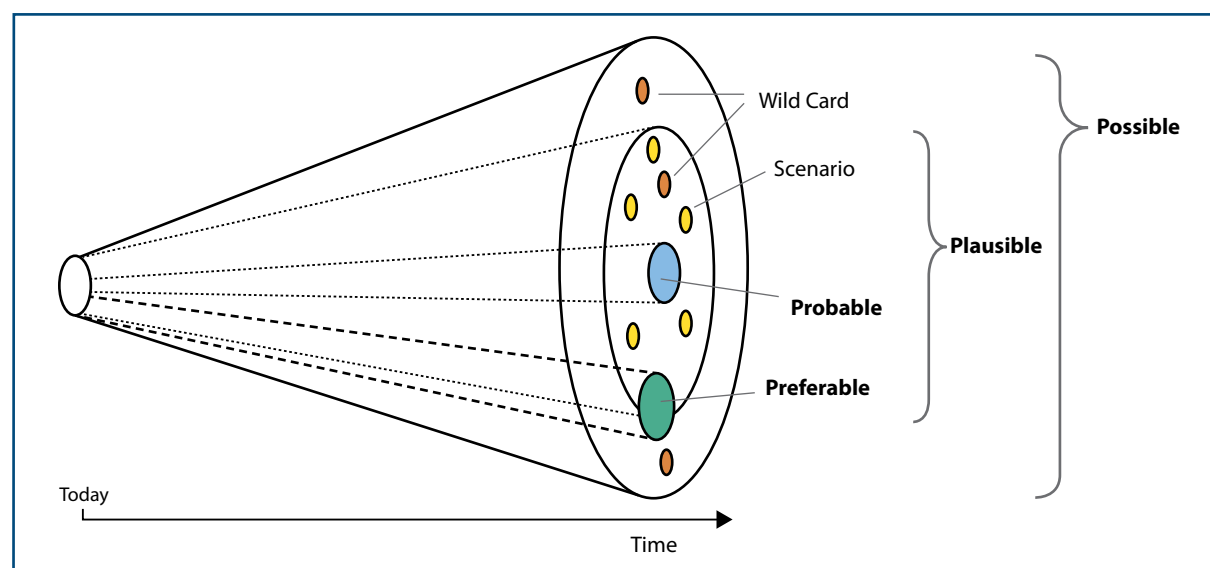 Wild Card
Possible
Scenario
Plausible
Probable
Preferable
Today
Time